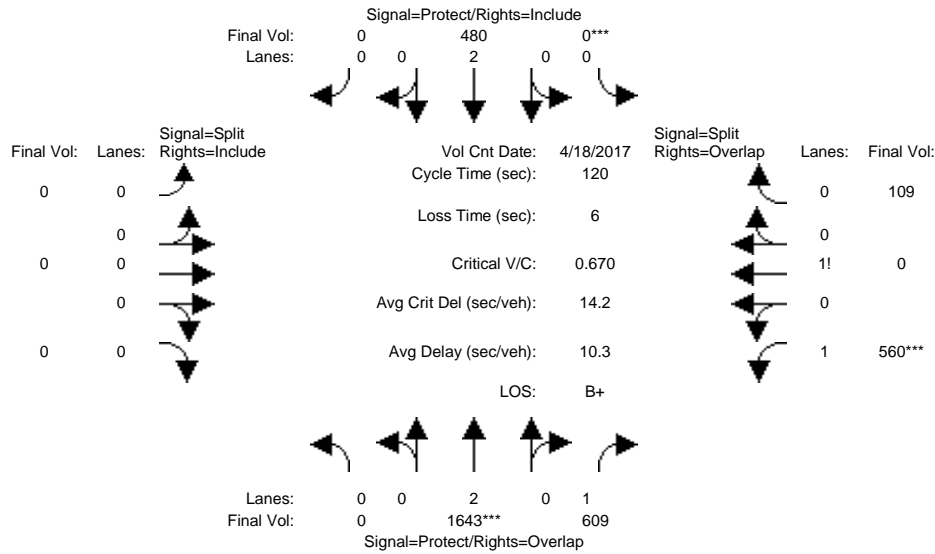 Signal=Protect/Rights=Include
Final Vol: 0 480 0***
Lanes: 0 0 2 0 0
Signal=Split
Final Vol: Lanes: Rights=Include
Vol Cnt Date: 4/18/2017
Signal=Split
Rights=Overlap Lanes: Final Vol:
Cycle Time (sec): 120
0 0
0 109
Loss Time (sec): 6
0
0
0 0
Critical V/C: 0.670
1! 0
0
Avg Crit Del (sec/veh): 14.2
0
0 0
Avg Delay (sec/veh): 10.3
1 560***
LOS: B+
Lanes: 0 0 2 0 1
Final Vol: 0 1643*** 609
Signal=Protect/Rights=Overlap